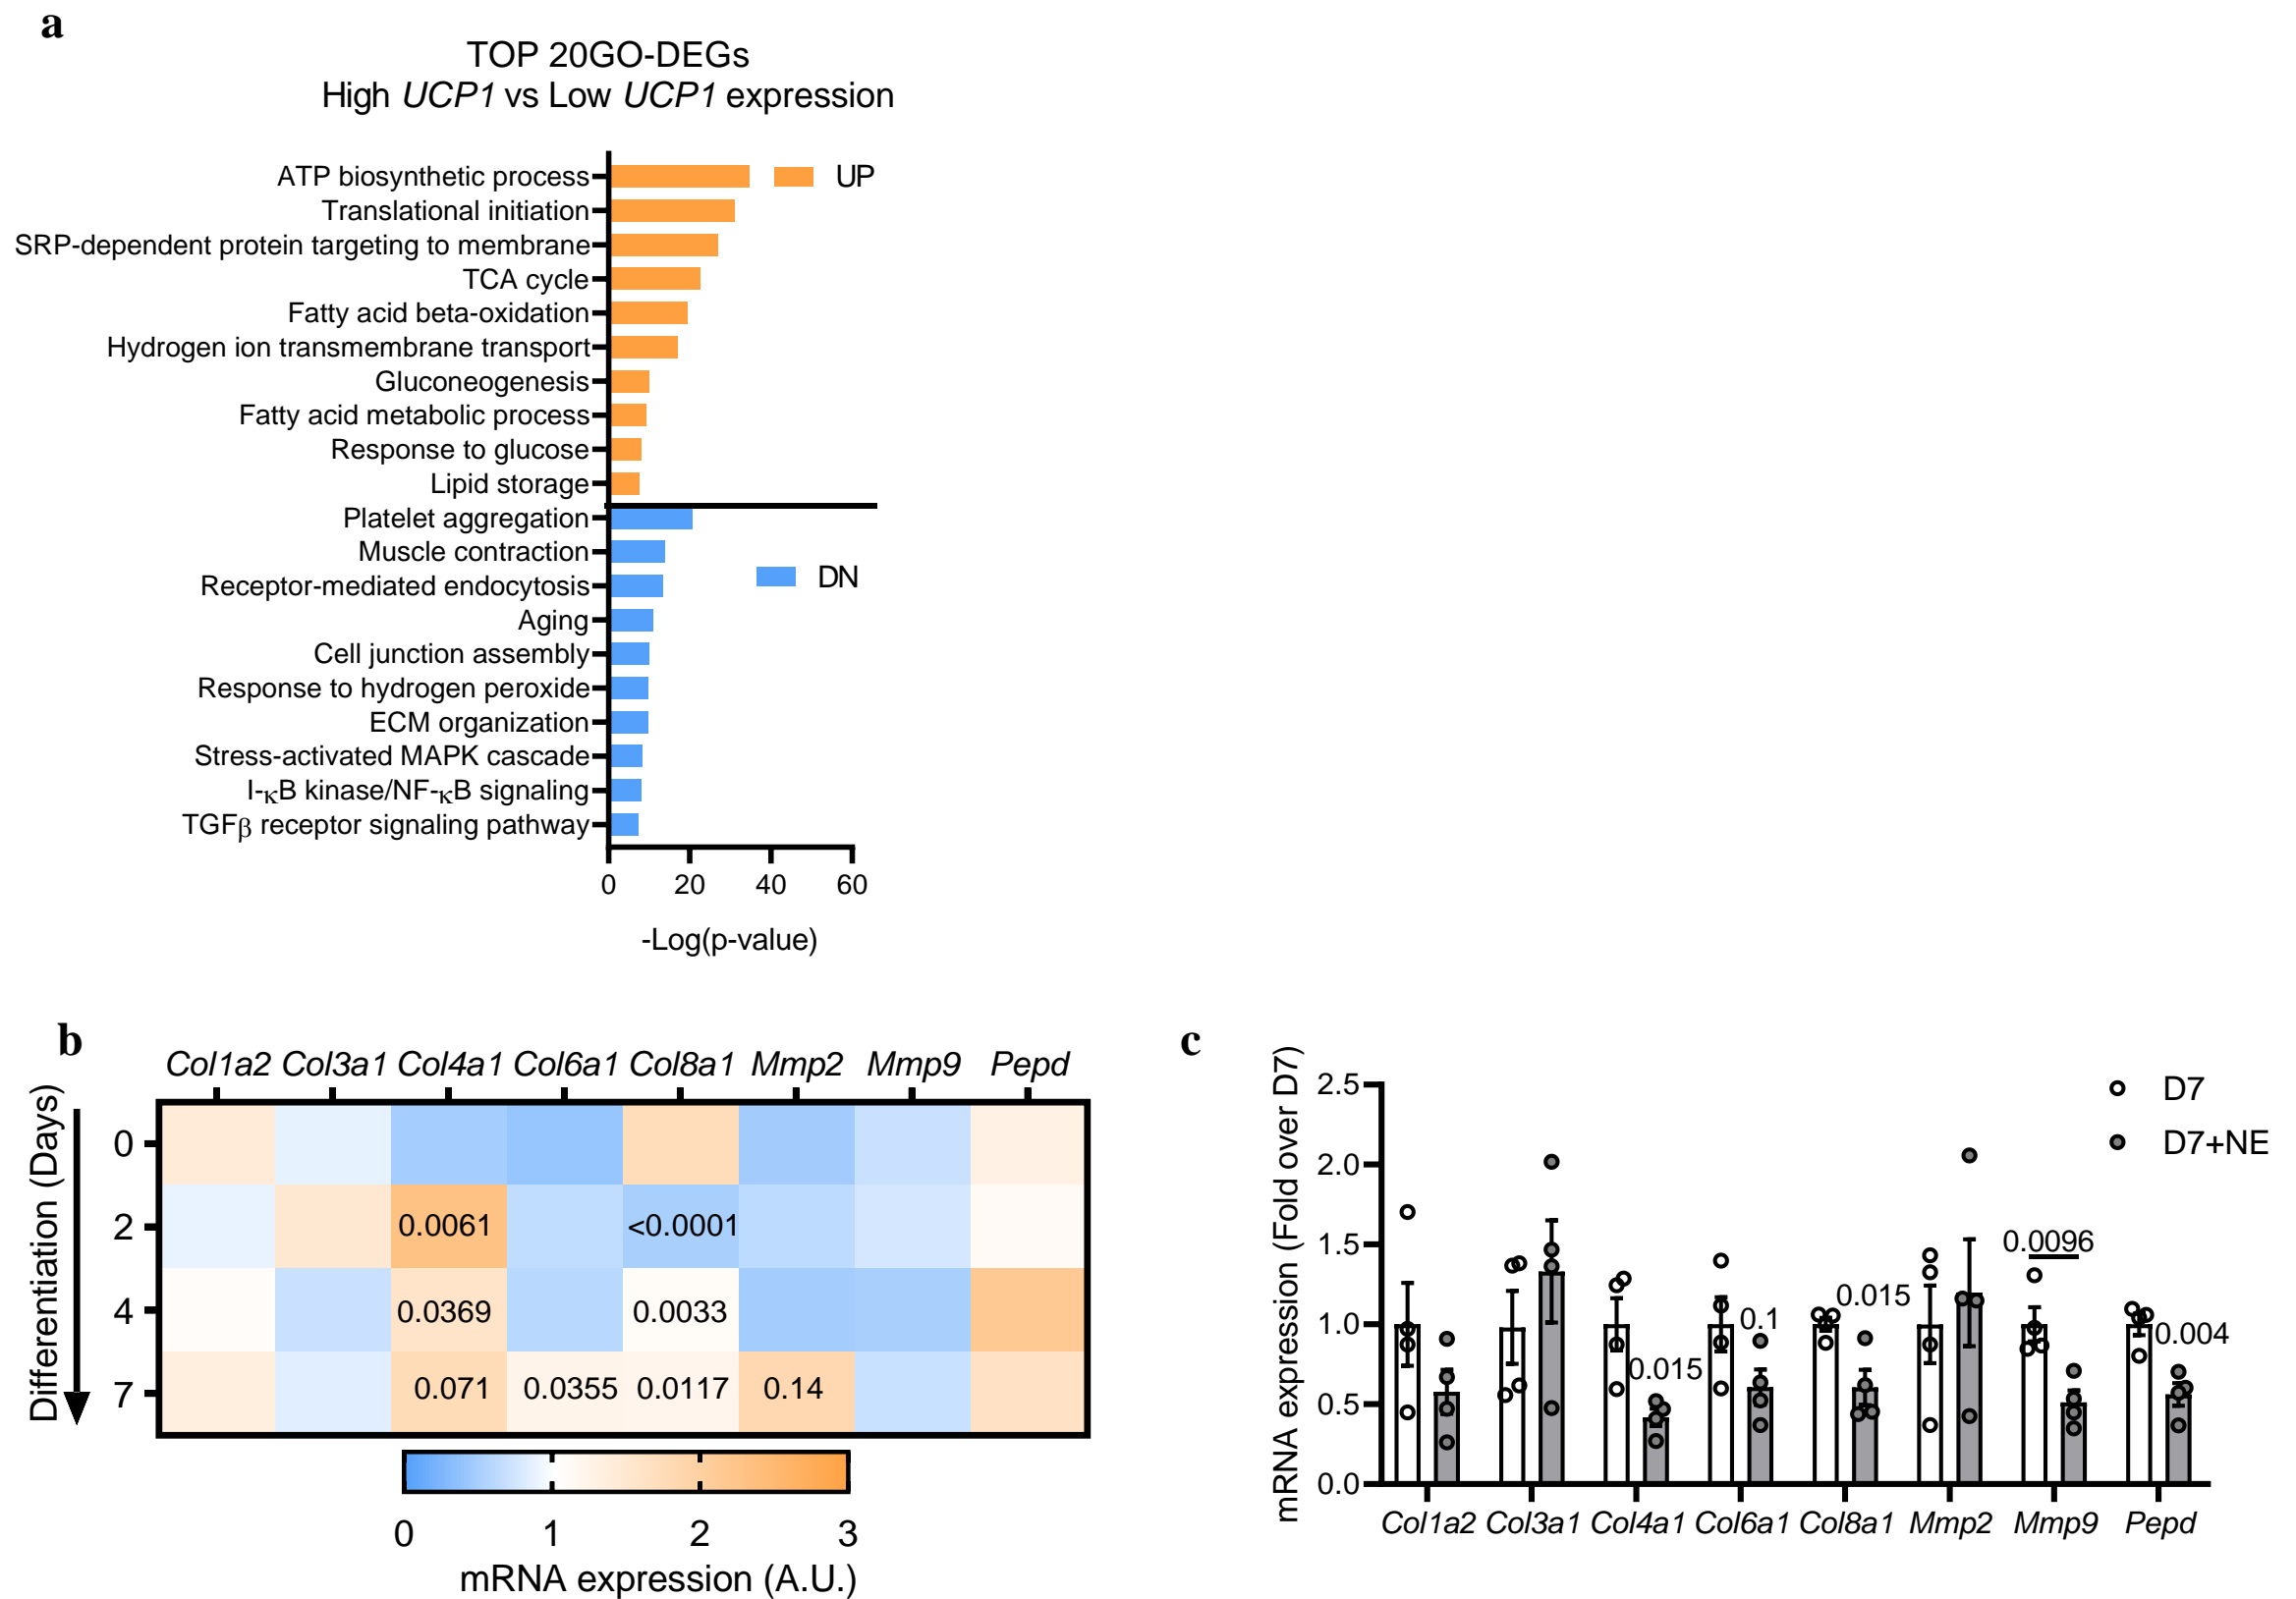 a
TOP 20GO-DEGs
High UCP1 vs Low UCP1 expression
ATP biosynthetic process
UP
Translational initiation
SRP-dependent protein targeting to membrane
TCA cycle
Fatty acid beta-oxidation
Hydrogen ion transmembrane transport
Gluconeogenesis
Fatty acid metabolic process
Response to glucose
Lipid storage
Platelet aggregation
Muscle contraction
Receptor-mediated endocytosis
DN
Aging
Cell junction assembly
Response to hydrogen peroxide
ECM organization
Stress-activated MAPK cascade
I-κB kinase/NF-κB signaling
TGFβ receptor signaling pathway
0 20 40 60
-Log(p-value)
b
Col1a2 Col3a1 Col4a1 Col6a1 Col8a1 Mmp2 Mmp9 Pepd
Differentiation (Days)
0
2 0.0061 <0.0001
4 0.0369 0.0033
7 0.071 0.0355 0.0117 0.14
0 1 2 3
mRNA expression (A.U.)
c
mRNA expression (Fold over D7)
2.5
2.0
1.5
1.0
0.5
0.0
D7
D7+NE
0.015
0.1
0.015
0.0096
0.004
Col1a2 Col3a1 Col4a1 Col6a1 Col8a1 Mmp2 Mmp9 Pepd